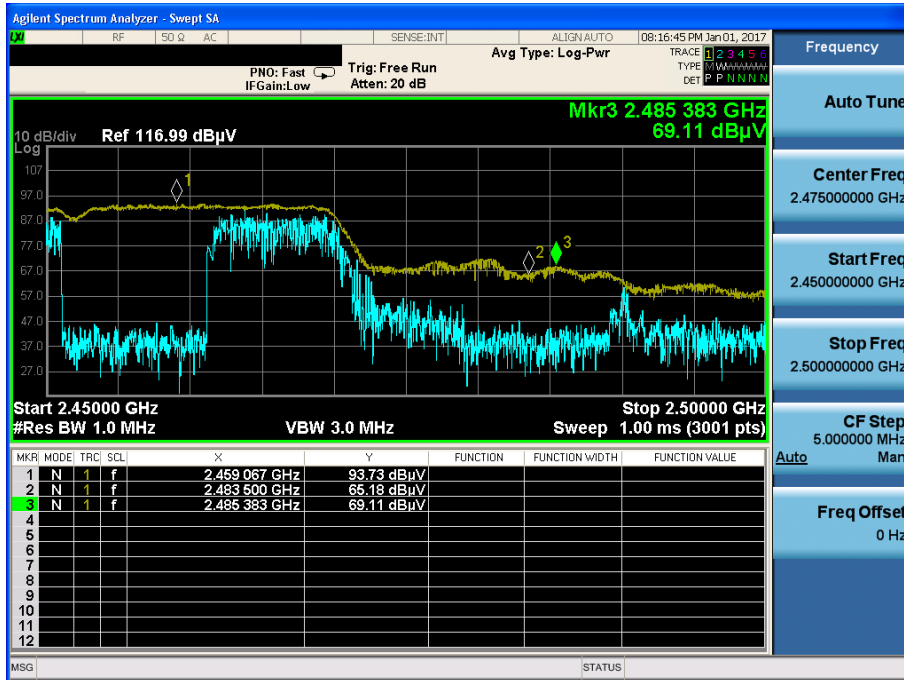 Agilent Spectrum Analyzer - Swept SA
LXI RF 50 Ω AC SENSE:INT ALIGN AUTO 08:16:45 PM Jan 01, 2017
Avg Type: Log-Pwr TRACE 1 2 3 4 5 6
PNO: Fast Trig: Free Run TYPE M W W W W W
IFGain:Low Atten: 20 dB DET P P N N N N
Frequency
Mkr3 2.485 383 GHz
69.11 dBµV
10 dB/div Ref 116.99 dBµV
Log
107
97.0
87.0
77.0
67.0
57.0
47.0
37.0
27.0
1
2
3
Start 2.45000 GHz Stop 2.50000 GHz
#Res BW 1.0 MHz VBW 3.0 MHz Sweep 1.00 ms (3001 pts)
MKR MODE TRC SCL X Y FUNCTION FUNCTION WIDTH FUNCTION VALUE
1 N 1 f 2.459 067 GHz 93.73 dBµV
2 N 1 f 2.483 500 GHz 65.18 dBµV
3 N 1 f 2.485 383 GHz 69.11 dBµV
4
5
6
7
8
9
10
11
12
MSG STATUS
Auto Tune
Center Freq
2.475000000 GHz
Start Freq
2.450000000 GHz
Stop Freq
2.500000000 GHz
CF Step
5.000000 MHz
Auto Man
Freq Offset
0 Hz